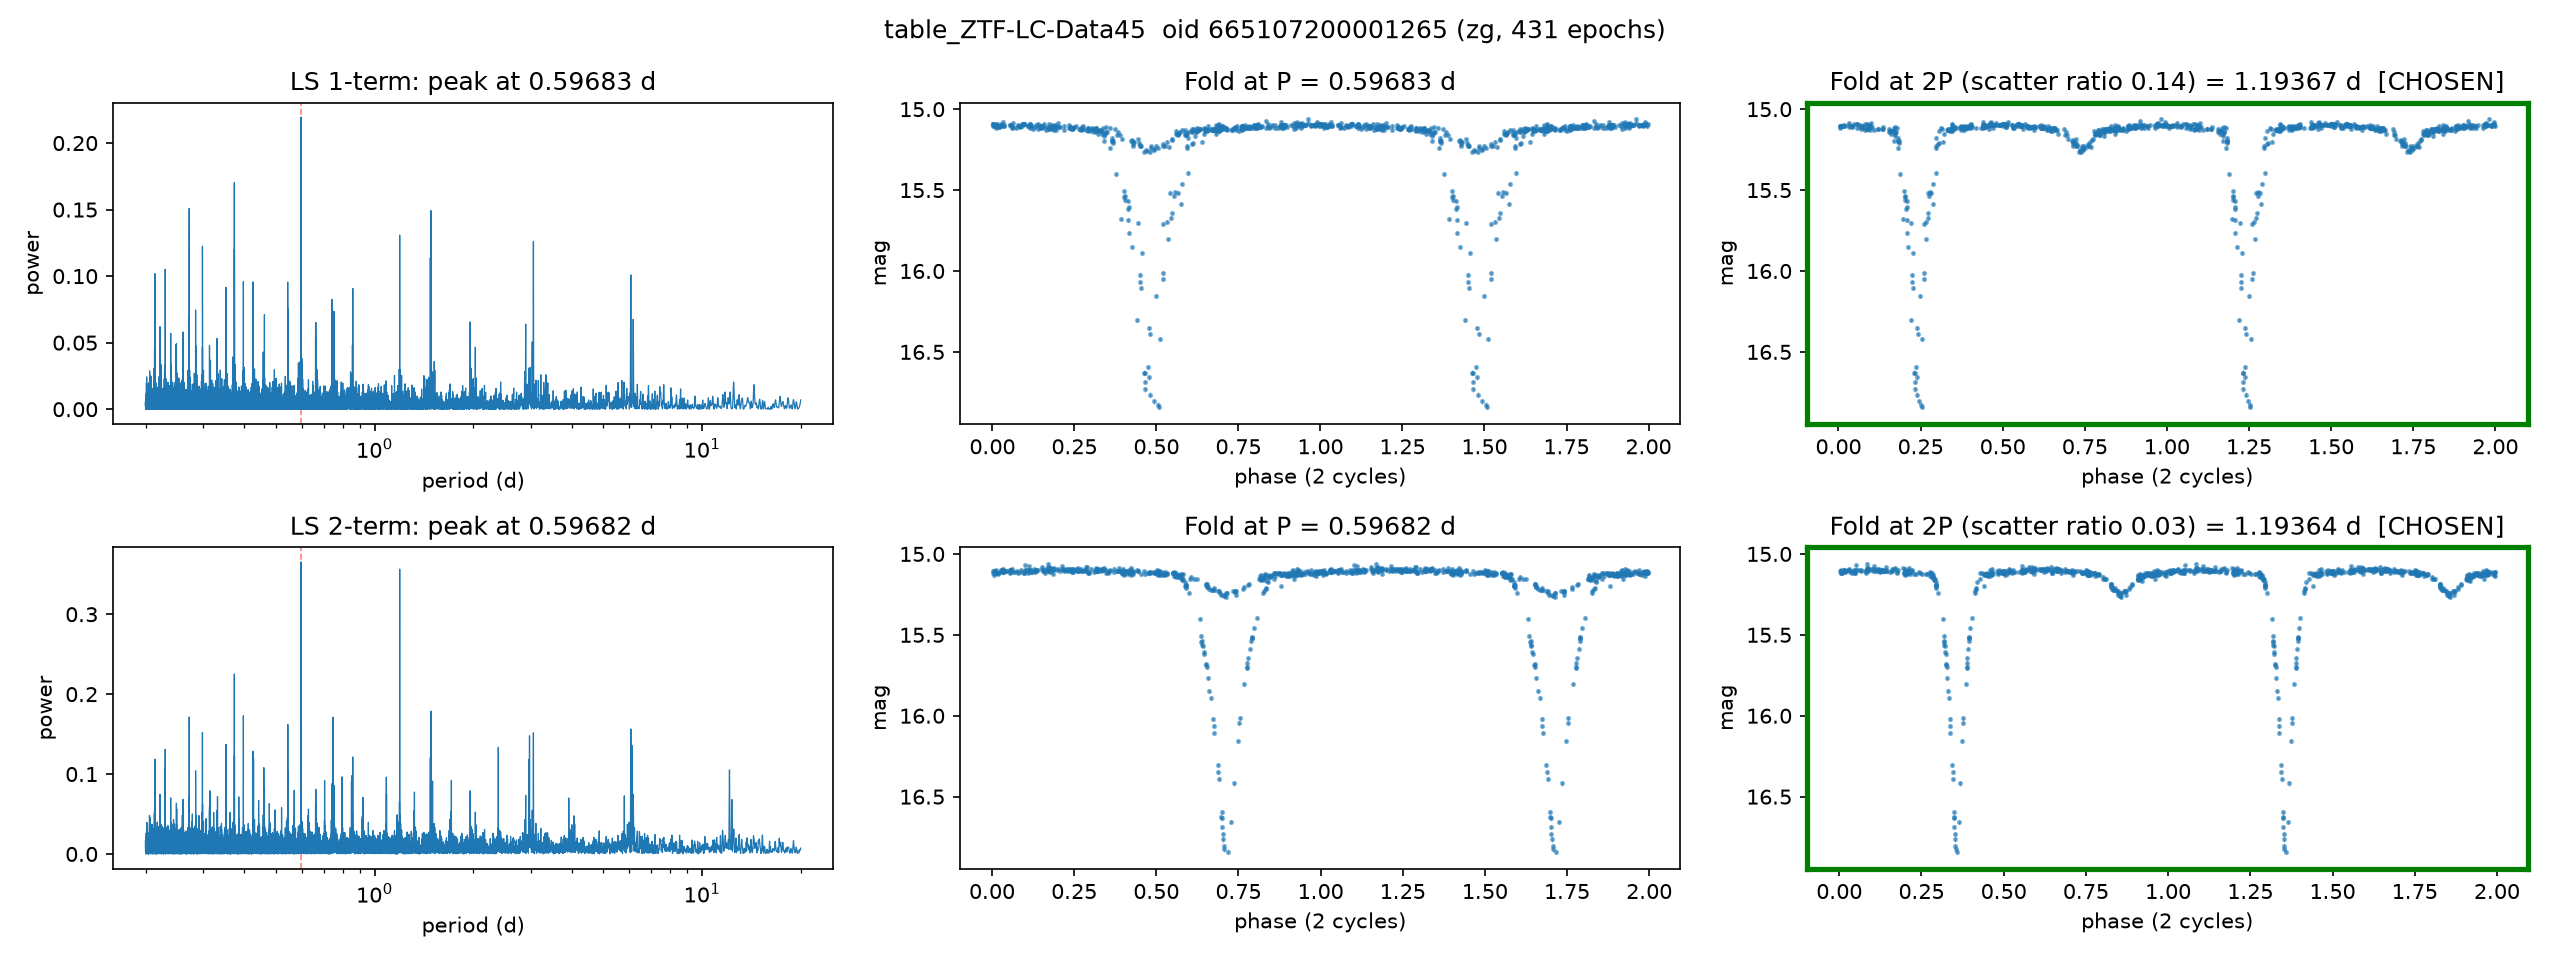 table_ZTF-LC-Data45  oid 665107200001265 (zg, 431 epochs)
LS 1-term: peak at 0.59683 d
0.20
0.15
0.10
0.05
0.00
power
10^0
10^1
period (d)
Fold at P = 0.59683 d
15.0
15.5
16.0
16.5
mag
0.00 0.25 0.50 0.75 1.00 1.25 1.50 1.75 2.00
phase (2 cycles)
Fold at 2P (scatter ratio 0.14) = 1.19367 d  [CHOSEN]
15.0
15.5
16.0
16.5
mag
0.00 0.25 0.50 0.75 1.00 1.25 1.50 1.75 2.00
phase (2 cycles)
LS 2-term: peak at 0.59682 d
0.3
0.2
0.1
0.0
power
10^0
10^1
period (d)
Fold at P = 0.59682 d
15.0
15.5
16.0
16.5
mag
0.00 0.25 0.50 0.75 1.00 1.25 1.50 1.75 2.00
phase (2 cycles)
Fold at 2P (scatter ratio 0.03) = 1.19364 d  [CHOSEN]
15.0
15.5
16.0
16.5
mag
0.00 0.25 0.50 0.75 1.00 1.25 1.50 1.75 2.00
phase (2 cycles)